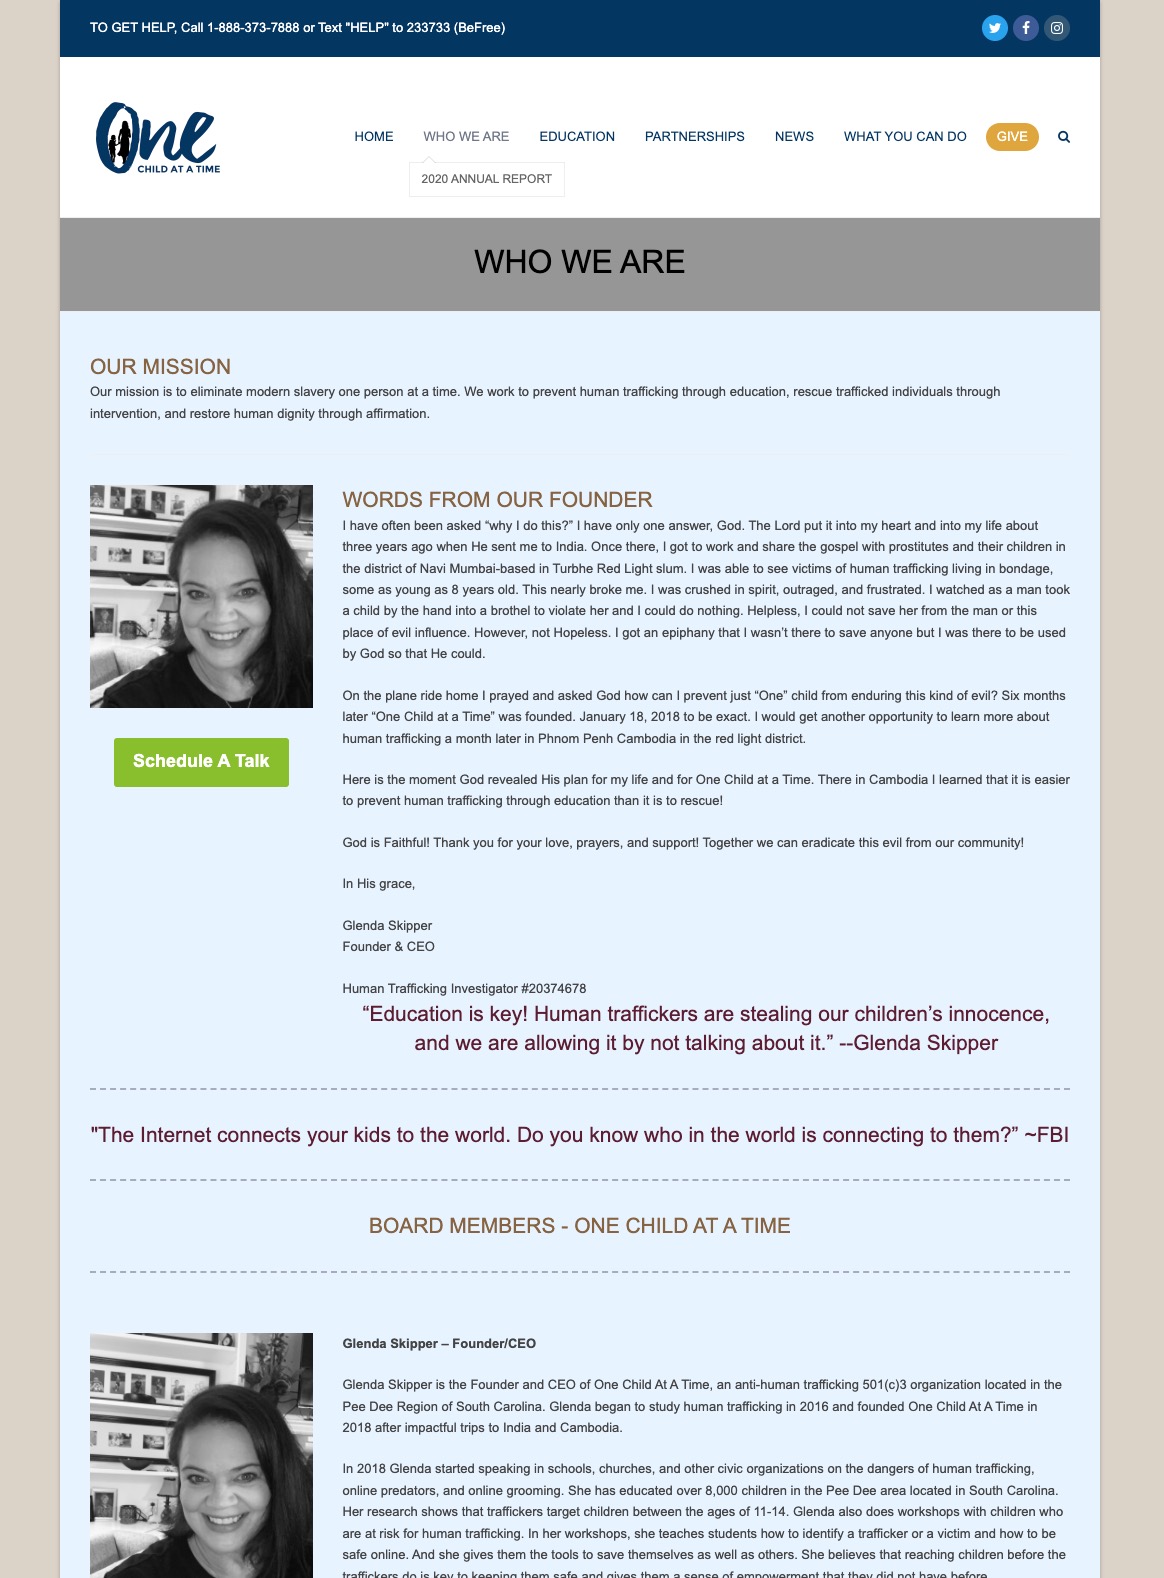 TO GET HELP, Call 1-888-373-7888 or Text "HELP" to 233733 (BeFree)
One
CHILD AT A TIME
HOME
WHO WE ARE
EDUCATION
PARTNERSHIPS
NEWS
WHAT YOU CAN DO
GIVE
2020 ANNUAL REPORT
WHO WE ARE
OUR MISSION
Our mission is to eliminate modern slavery one person at a time. We work to prevent human trafficking through education, rescue trafficked individuals through
intervention, and restore human dignity through affirmation.
Schedule A Talk
WORDS FROM OUR FOUNDER
I have often been asked “why I do this?” I have only one answer, God. The Lord put it into my heart and into my life about
three years ago when He sent me to India. Once there, I got to work and share the gospel with prostitutes and their children in
the district of Navi Mumbai-based in Turbhe Red Light slum. I was able to see victims of human trafficking living in bondage,
some as young as 8 years old. This nearly broke me. I was crushed in spirit, outraged, and frustrated. I watched as a man took
a child by the hand into a brothel to violate her and I could do nothing. Helpless, I could not save her from the man or this
place of evil influence. However, not Hopeless. I got an epiphany that I wasn’t there to save anyone but I was there to be used
by God so that He could.
On the plane ride home I prayed and asked God how can I prevent just “One” child from enduring this kind of evil? Six months
later “One Child at a Time” was founded. January 18, 2018 to be exact. I would get another opportunity to learn more about
human trafficking a month later in Phnom Penh Cambodia in the red light district.
Here is the moment God revealed His plan for my life and for One Child at a Time. There in Cambodia I learned that it is easier
to prevent human trafficking through education than it is to rescue!
God is Faithful! Thank you for your love, prayers, and support! Together we can eradicate this evil from our community!
In His grace,
Glenda Skipper
Founder & CEO
Human Trafficking Investigator #20374678
“Education is key! Human traffickers are stealing our children’s innocence,
and we are allowing it by not talking about it.” --Glenda Skipper
"The Internet connects your kids to the world. Do you know who in the world is connecting to them?” ~FBI
BOARD MEMBERS - ONE CHILD AT A TIME
Glenda Skipper – Founder/CEO
Glenda Skipper is the Founder and CEO of One Child At A Time, an anti-human trafficking 501(c)3 organization located in the
Pee Dee Region of South Carolina. Glenda began to study human trafficking in 2016 and founded One Child At A Time in
2018 after impactful trips to India and Cambodia.
In 2018 Glenda started speaking in schools, churches, and other civic organizations on the dangers of human trafficking,
online predators, and online grooming. She has educated over 8,000 children in the Pee Dee area located in South Carolina.
Her research shows that traffickers target children between the ages of 11-14. Glenda also does workshops with children who
are at risk for human trafficking. In her workshops, she teaches students how to identify a trafficker or a victim and how to be
safe online. And she gives them the tools to save themselves as well as others. She believes that reaching children before the
traffickers do is key to keeping them safe and gives them a sense of empowerment that they did not have before.